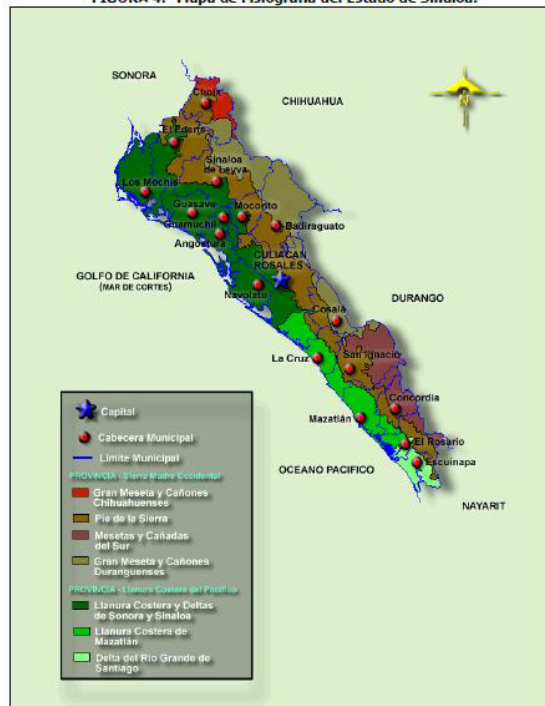 FIGURA 4.- Mapa de Fisiografía del Estado de Sinaloa.
SONORA
CHIHUAHUA
N
Choix
El Fuerte
Sinaloa
de Leyva
Los Mochis
Guasave
Mocorito
Guamuchil
Badiraguato
Angostura
CULIACAN
ROSALES
GOLFO DE CALIFORNIA
(MAR DE CORTES)
Navolato
DURANGO
Cosalá
La Cruz
San Ignacio
Concordia
Mazatlán
El Rosario
Escuinapa
OCEANO PACIFICO
NAYARIT
Capital
Cabecera Municipal
Límite Municipal
PROVINCIA - Sierra Madre Occidental
Gran Meseta y Cañones
Chihuahuenses
Pie de la Sierra
Mesetas y Cañadas
del Sur
Gran Meseta y Cañones
Duranguenses
PROVINCIA - Llanura Costera del Pacífico
Llanura Costera y Deltas
de Sonora y Sinaloa
Llanura Costera de
Mazatlán
Delta del Río Grande de
Santiago